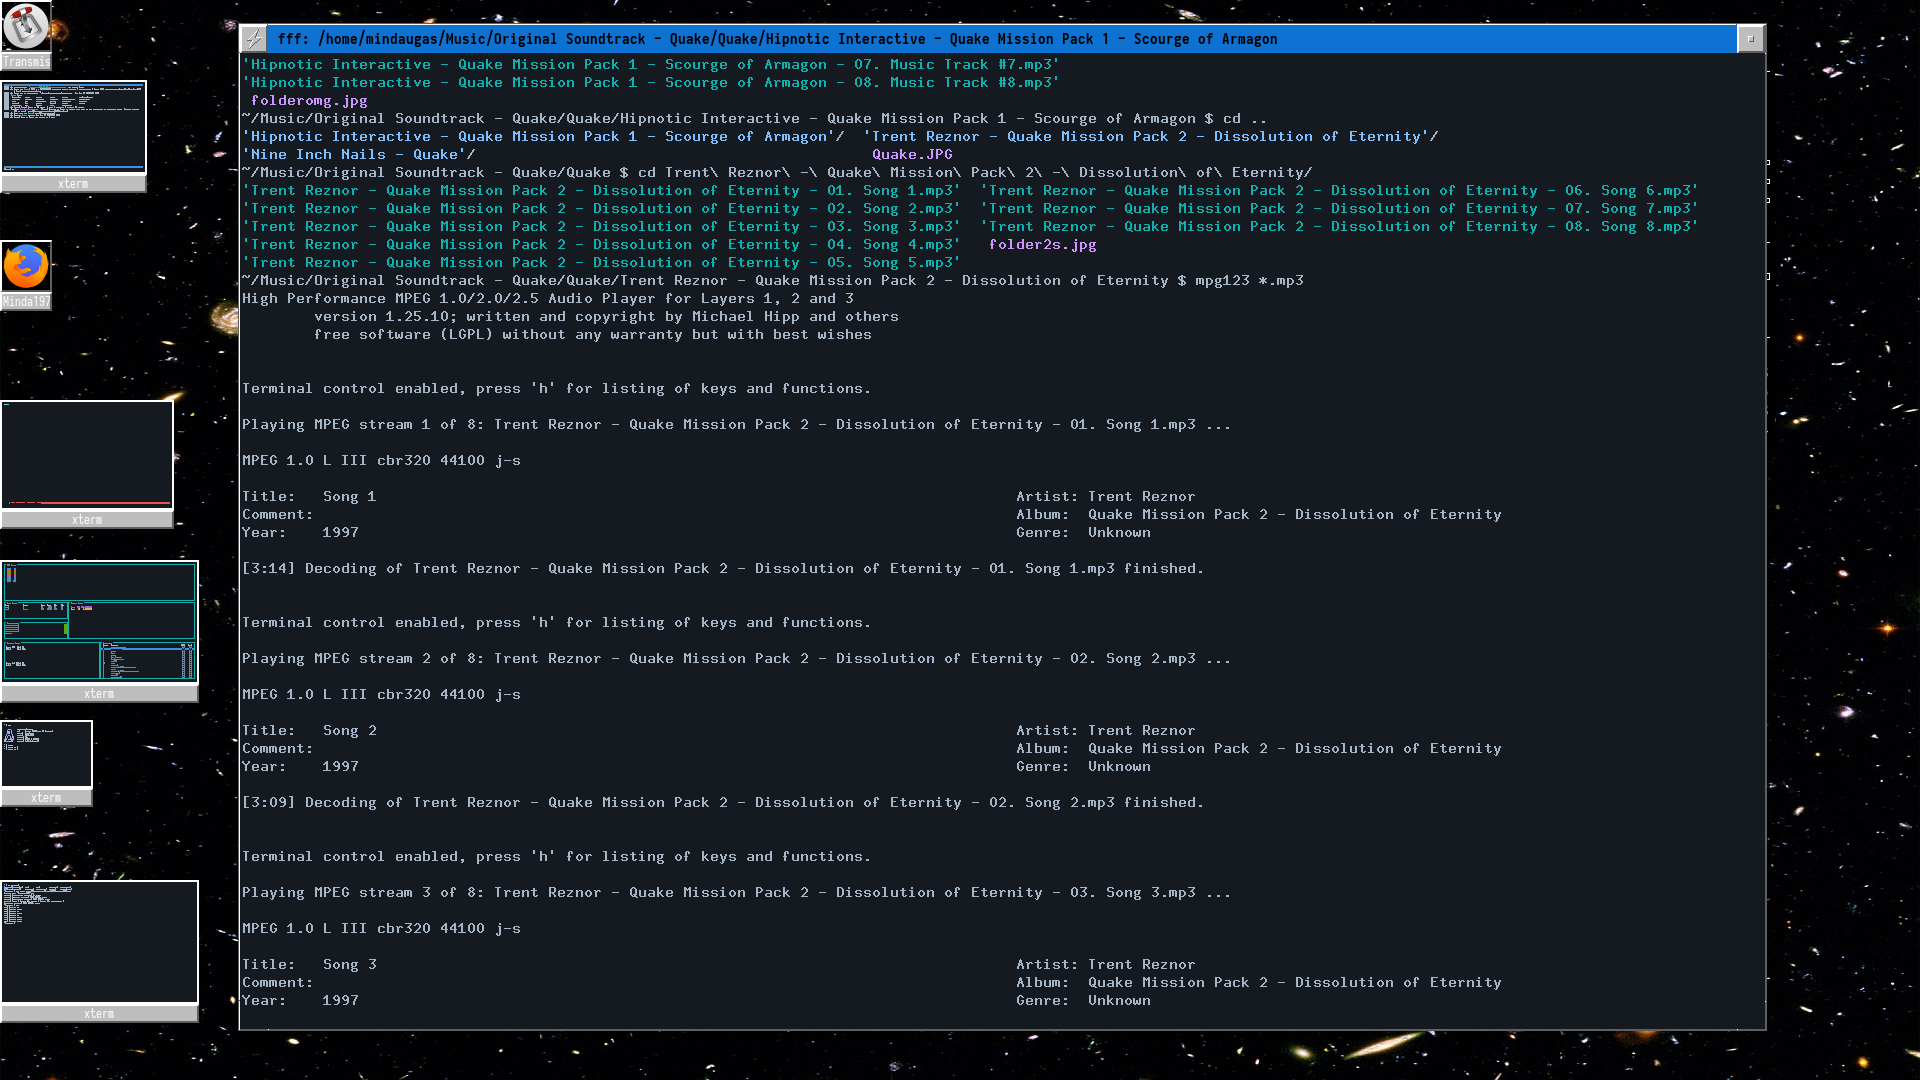 Transmis
xterm
Minda197
xterm
xterm
xterm
xterm
fff: /home/mindaugas/Music/Original Soundtrack - Quake/Quake/Hipnotic Interactive - Quake Mission Pack 1 - Scourge of Armagon
'Hipnotic Interactive - Quake Mission Pack 1 - Scourge of Armagon - 07. Music Track #7.mp3'
'Hipnotic Interactive - Quake Mission Pack 1 - Scourge of Armagon - 08. Music Track #8.mp3'
folderomg.jpg
~/Music/Original Soundtrack - Quake/Quake/Hipnotic Interactive - Quake Mission Pack 1 - Scourge of Armagon $ cd ..
'Hipnotic Interactive - Quake Mission Pack 1 - Scourge of Armagon'/  'Trent Reznor - Quake Mission Pack 2 - Dissolution of Eternity'/
'Nine Inch Nails - Quake'/  Quake.JPG
~/Music/Original Soundtrack - Quake/Quake $ cd Trent\ Reznor\ -\ Quake\ Mission\ Pack\ 2\ -\ Dissolution\ of\ Eternity/
'Trent Reznor - Quake Mission Pack 2 - Dissolution of Eternity - 01. Song 1.mp3'  'Trent Reznor - Quake Mission Pack 2 - Dissolution of Eternity - 06. Song 6.mp3'
'Trent Reznor - Quake Mission Pack 2 - Dissolution of Eternity - 02. Song 2.mp3'  'Trent Reznor - Quake Mission Pack 2 - Dissolution of Eternity - 07. Song 7.mp3'
'Trent Reznor - Quake Mission Pack 2 - Dissolution of Eternity - 03. Song 3.mp3'  'Trent Reznor - Quake Mission Pack 2 - Dissolution of Eternity - 08. Song 8.mp3'
'Trent Reznor - Quake Mission Pack 2 - Dissolution of Eternity - 04. Song 4.mp3'  folder2s.jpg
'Trent Reznor - Quake Mission Pack 2 - Dissolution of Eternity - 05. Song 5.mp3'
~/Music/Original Soundtrack - Quake/Quake/Trent Reznor - Quake Mission Pack 2 - Dissolution of Eternity $ mpg123 *.mp3
High Performance MPEG 1.0/2.0/2.5 Audio Player for Layers 1, 2 and 3
version 1.25.10; written and copyright by Michael Hipp and others
free software (LGPL) without any warranty but with best wishes
Terminal control enabled, press 'h' for listing of keys and functions.
Playing MPEG stream 1 of 8: Trent Reznor - Quake Mission Pack 2 - Dissolution of Eternity - 01. Song 1.mp3 ...
MPEG 1.0 L III cbr320 44100 j-s
Title:   Song 1  Artist: Trent Reznor
Comment:  Album:  Quake Mission Pack 2 - Dissolution of Eternity
Year:    1997  Genre:  Unknown
[3:14] Decoding of Trent Reznor - Quake Mission Pack 2 - Dissolution of Eternity - 01. Song 1.mp3 finished.
Terminal control enabled, press 'h' for listing of keys and functions.
Playing MPEG stream 2 of 8: Trent Reznor - Quake Mission Pack 2 - Dissolution of Eternity - 02. Song 2.mp3 ...
MPEG 1.0 L III cbr320 44100 j-s
Title:   Song 2  Artist: Trent Reznor
Comment:  Album:  Quake Mission Pack 2 - Dissolution of Eternity
Year:    1997  Genre:  Unknown
[3:09] Decoding of Trent Reznor - Quake Mission Pack 2 - Dissolution of Eternity - 02. Song 2.mp3 finished.
Terminal control enabled, press 'h' for listing of keys and functions.
Playing MPEG stream 3 of 8: Trent Reznor - Quake Mission Pack 2 - Dissolution of Eternity - 03. Song 3.mp3 ...
MPEG 1.0 L III cbr320 44100 j-s
Title:   Song 3  Artist: Trent Reznor
Comment:  Album:  Quake Mission Pack 2 - Dissolution of Eternity
Year:    1997  Genre:  Unknown